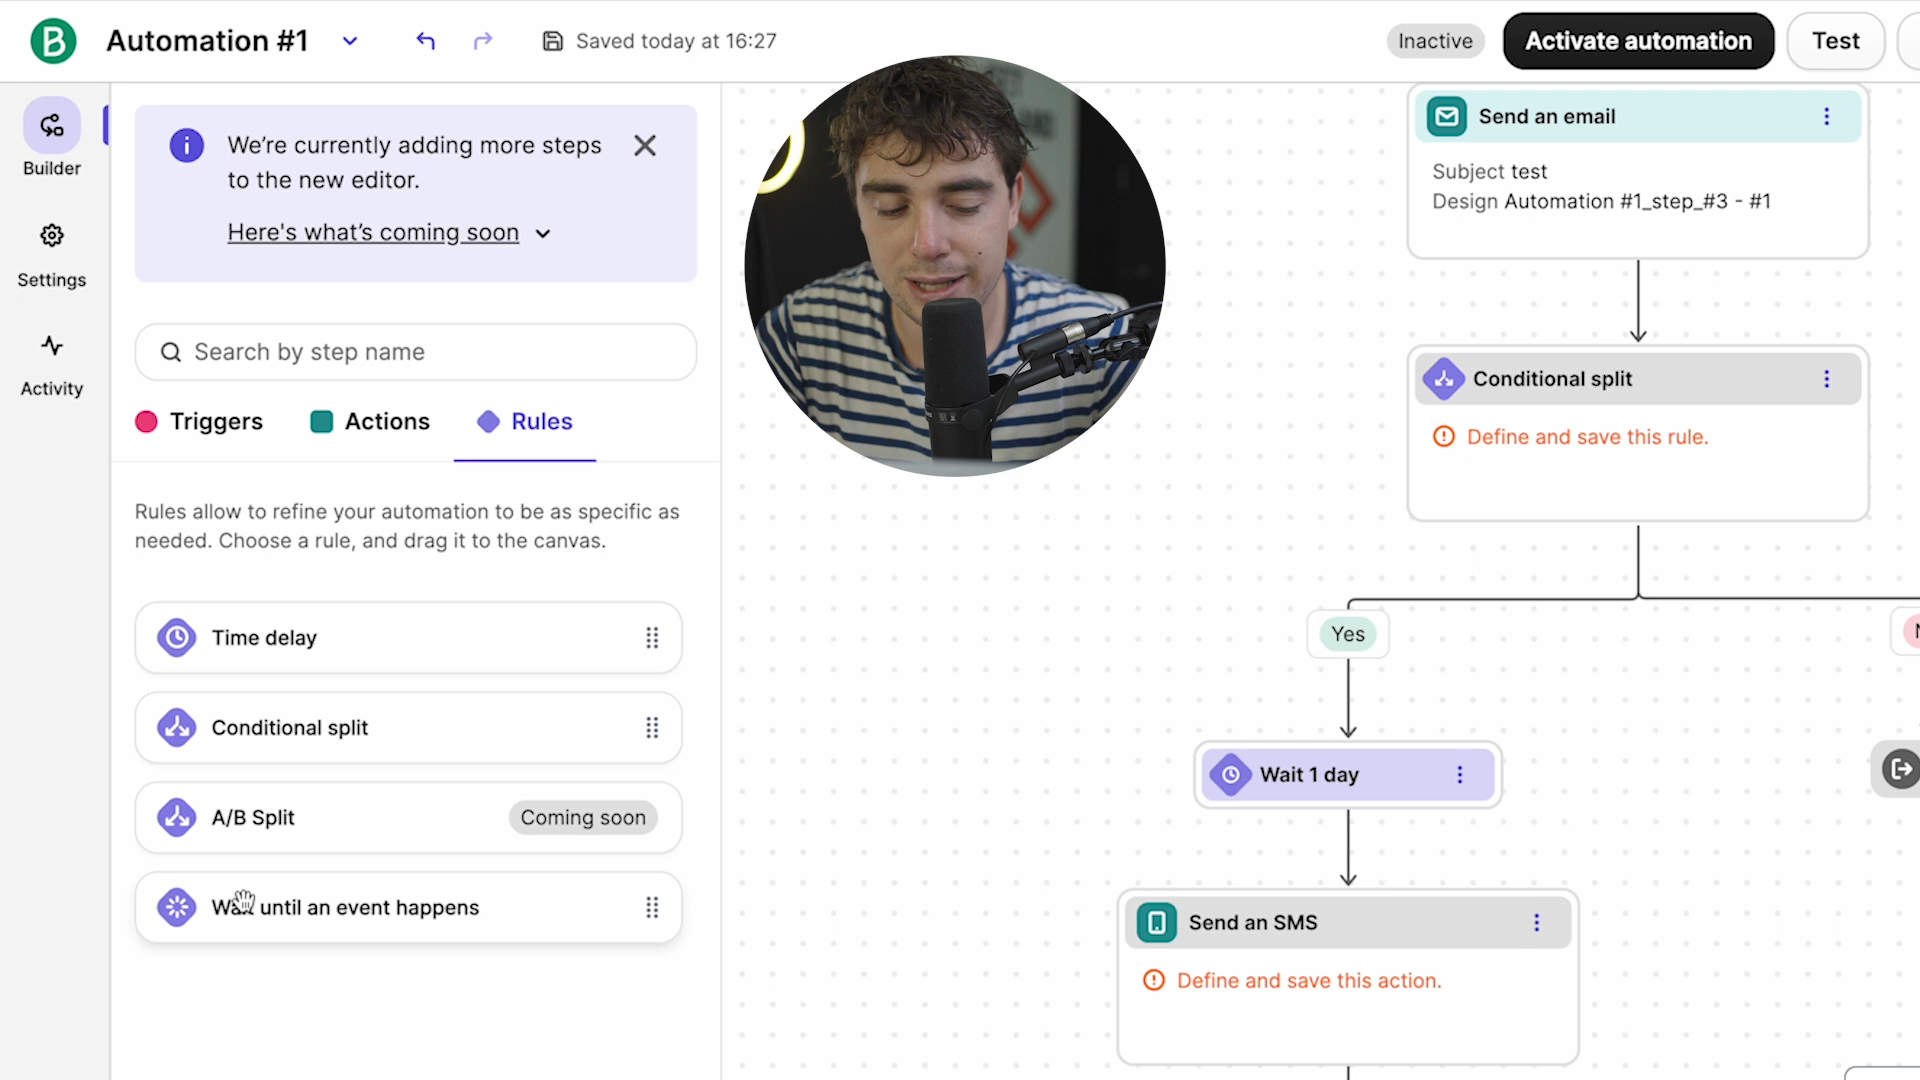 B
Automation #1
Saved today at 16:27
Inactive
Activate automation
Test
Builder
Settings
Activity
We're currently adding more steps
to the new editor.
Here's what's coming soon
Search by step name
Triggers
Actions
Rules
Rules allow to refine your automation to be as specific as
needed. Choose a rule, and drag it to the canvas.
Time delay
Conditional split
A/B Split
Coming soon
Wait until an event happens
Send an email
Subject test
Design Automation #1_step_#3 - #1
Conditional split
Define and save this rule.
Yes
Wait 1 day
Send an SMS
Define and save this action.